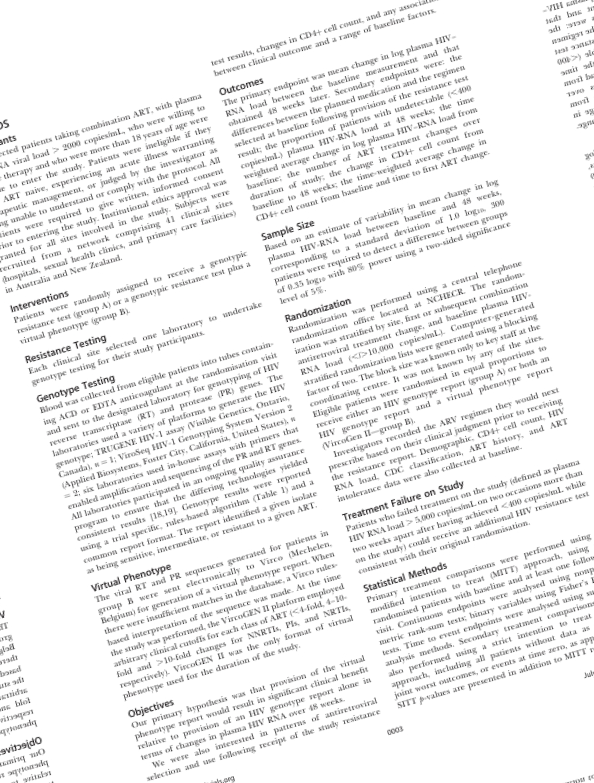 ected patients taking combination ART, with plasma
NA viral load > 2000 copies/mL, who were willing to
therapy and who were more than 18 years of age were
to enter the study. Patients were ineligible if they
ART naive, experiencing an acute illness warranting
apeutic management, or judged by the investigator as
ng unable to understand or comply with the protocol. All
tients were required to give written, informed consent
rior to entering the study. Institutional ethics approval was
granted for all sites involved in the study. Subjects were
recruited from a network comprising 41 clinical sites
(hospitals, sexual health clinics, and primary care facilities)
in Australia and New Zealand.
Interventions
Patients were randomly assigned to receive a genotypic
resistance test (group A) or a genotypic resistance test plus a
virtual phenotype (group B).
Resistance Testing
Each clinical site selected one laboratory to undertake
genotype testing for their study participants.
Genotype Testing
Blood was collected from eligible patients into tubes contain-
ing ACD or EDTA anticoagulant at the randomisation visit
and sent to the designated laboratory for genotyping of HIV
reverse transcriptase (RT) and protease (PR) genes. The
laboratories used a variety of platforms to generate the HIV
genotype: TRUGENE HIV-1 assay (Visible Genetics, Ontario,
Canada), n = 1; ViroSeq HIV-1 Genotyping System Version 2
(Applied Biosystems, Foster City, California, United States), n
= 2; six laboratories used in-house assays with primers that
enabled amplification and sequencing of the PR and RT genes.
All laboratories participated in an ongoing quality assurance
program to ensure that the differing technologies yielded
consistent results [18,19]. Genotype results were reported
using a trial specific, rules-based algorithm (Table 1) and a
common report format. The report identified a given isolate
as being sensitive, intermediate, or resistant to a given ART.
Virtual Phenotype
The viral RT and PR sequences generated for patients in
group B were sent electronically to Virco (Mechelen,
Belgium) for generation of a virtual phenotype report. When
there were insufficient matches in the database, a Virco rules-
based interpretation of the sequence was made. At the time
the study was performed, the VircoGEN II platform employed
arbitrary clinical cutoffs for each class of ART (<4-fold, 4–10-
fold and >10-fold changes for NNRTIs, PIs, and NRTIs,
respectively). VircoGEN II was the only format of virtual
phenotype used for the duration of the study.
Objectives
Our primary hypothesis was that provision of the virtual
phenotype report would result in significant clinical benefit
relative to provision of an HIV genotype report alone in
terms of changes in plasma HIV RNA over 48 weeks.
We were also interested in patterns of antiretroviral
selection and use following receipt of the study resistance
test results, changes in CD4+ cell count, and any association
between clinical outcome and a range of baseline factors.
Outcomes
The primary endpoint was mean change in log plasma HIV–
RNA load between the baseline measurement and that
obtained 48 weeks later. Secondary endpoints were: the
differences between the planned medication and the regimen
selected at baseline following provision of the resistance test
result; the proportion of patients with undetectable (<400
copies/mL) plasma HIV-RNA load at 48 weeks; the time
weighted average change in log plasma HIV–RNA load from
baseline; the number of ART treatment changes over
duration of study; the change in CD4+ cell count from
baseline to 48 weeks; the time-weighted average change in
CD4+ cell count from baseline and time to first ART change.
Sample Size
Based on an estimate of variability in mean change in log
plasma HIV-RNA load between baseline and 48 weeks,
corresponding to a standard deviation of 1.0 log10, 300
patients were required to detect a difference between groups
of 0.35 log10 with 80% power using a two-sided significance
level of 5%.
Randomization
Randomization was performed using a central telephone
randomization office located at NCHECR. The random-
ization was stratified by site, first or subsequent combination
antiretroviral treatment change, and baseline plasma HIV-
RNA load (</>10,000 copies/mL). Computer-generated
stratified randomization lists were generated using a blocking
factor of two. The block size was known only to key staff at the
coordinating centre. It was not known by any of the sites.
Eligible patients were randomised in equal proportions to
receive either an HIV genotype report (group A) or both an
HIV genotype report and a virtual phenotype report
(VircoGen II—group B).
Investigators recorded the ARV regimen they would next
prescribe based on their clinical judgment prior to receiving
the resistance report. Demographic, CD4+ cell count, HIV
RNA load, CDC classification, ART history, and ART
intolerance data were also collected at baseline.
Treatment Failure on Study
Patients who failed treatment on the study (defined as plasma
HIV RNA load > 5,000 copies/mL on two occasions more than
two weeks apart after having achieved <400 copies/mL while
on the study) could receive an additional HIV resistance test
consistent with their original randomisation.
Statistical Methods
Primary treatment comparisons were performed using
modified intention to treat (MITT) approach, using
randomised patients with baseline and at least one follow
visit. Continuous endpoints were analysed using nonp
metric rank-sum tests, binary variables using Fisher's E
tests. Time to event endpoints were analysed using su
analysis methods. Secondary treatment comparisons
also performed using a strict intention to treat
approach, including all patients without data as
joint worst outcomes, or events at time zero, as app
SITT p-values are presented in addition to MITT r
0003